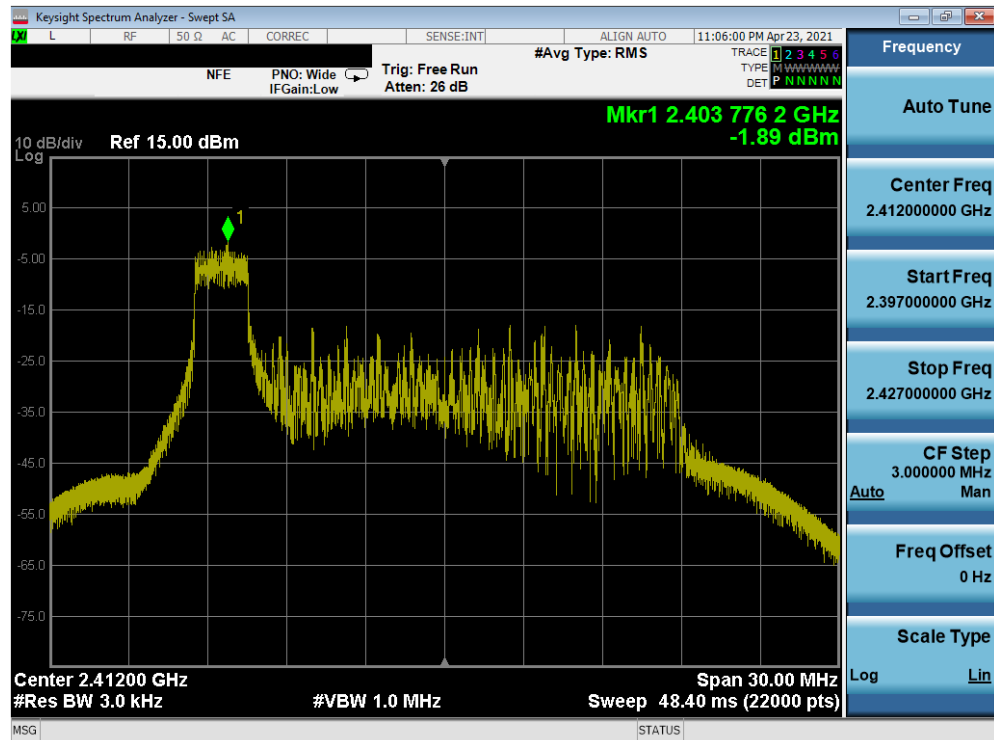 Keysight Spectrum Analyzer - Swept SA
LXI L RF 50 Ω AC CORREC SENSE:INT ALIGN AUTO 11:06:00 PM Apr 23, 2021
#Avg Type: RMS TRACE 1 2 3 4 5 6
NFE PNO: Wide Trig: Free Run TYPE M WWWWW
IFGain:Low Atten: 26 dB DET P N N N N N
Mkr1 2.403 776 2 GHz
-1.89 dBm
10 dB/div Ref 15.00 dBm
Log
1
5.00
-5.00
-15.0
-25.0
-35.0
-45.0
-55.0
-65.0
-75.0
Center 2.41200 GHz Span 30.00 MHz
#Res BW 3.0 kHz #VBW 1.0 MHz Sweep 48.40 ms (22000 pts)
MSG STATUS
Frequency
Auto Tune
Center Freq
2.412000000 GHz
Start Freq
2.397000000 GHz
Stop Freq
2.427000000 GHz
CF Step
3.000000 MHz
Auto Man
Freq Offset
0 Hz
Scale Type
Log Lin